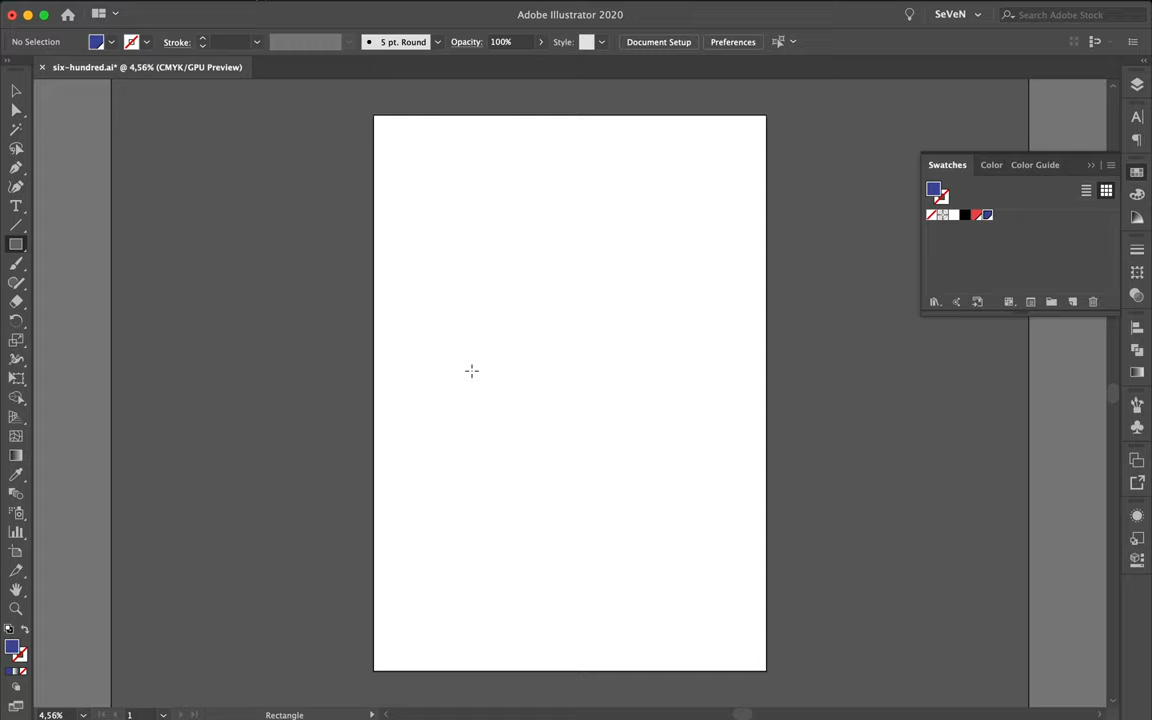 Adobe Illustrator 2020
SeVeN
Search Adobe Stock
No Selection
Stroke:
5 pt. Round
Opacity: 100%
Style:
Document Setup
Preferences
six-hundred.ai* @ 4,56% (CMYK/GPU Preview)
Swatches Color Color Guide
4,56%
1
Rectangle